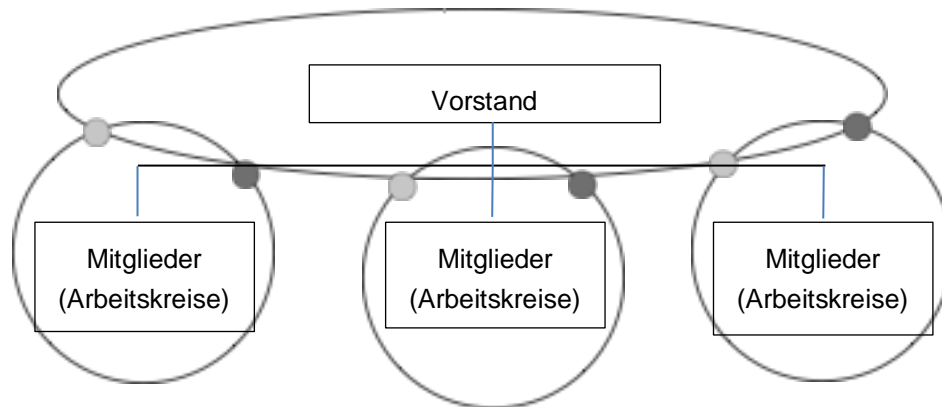 Vorstand
Mitglieder
(Arbeitskreise)
Mitglieder
(Arbeitskreise)
Mitglieder
(Arbeitskreise)